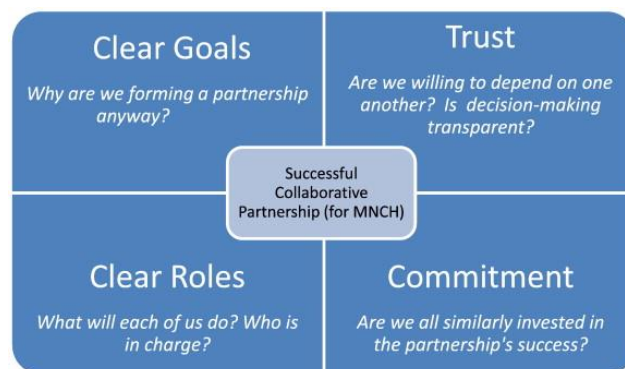 Clear Goals
Why are we forming a partnership
anyway?
Trust
Are we willing to depend on one
another? Is decision-making
transparent?
Successful
Collaborative
Partnership (for MNCH)
Clear Roles
What will each of us do? Who is
in charge?
Commitment
Are we all similarly invested in
the partnership's success?